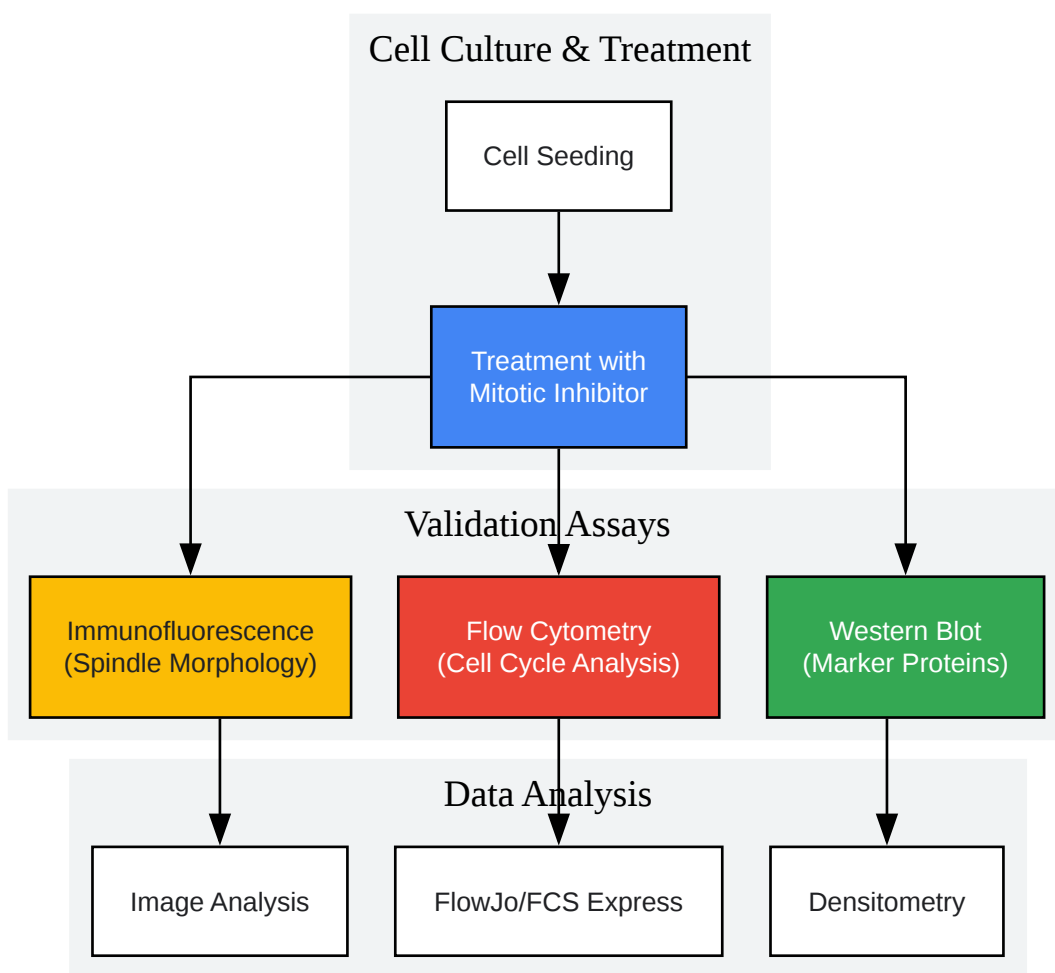 Cell Culture & Treatment
Cell Seeding
Treatment with
Mitotic Inhibitor
Validation Assays
Immunofluorescence
(Spindle Morphology)
Flow Cytometry
(Cell Cycle Analysis)
Western Blot
(Marker Proteins)
Data Analysis
Image Analysis
FlowJo/FCS Express
Densitometry